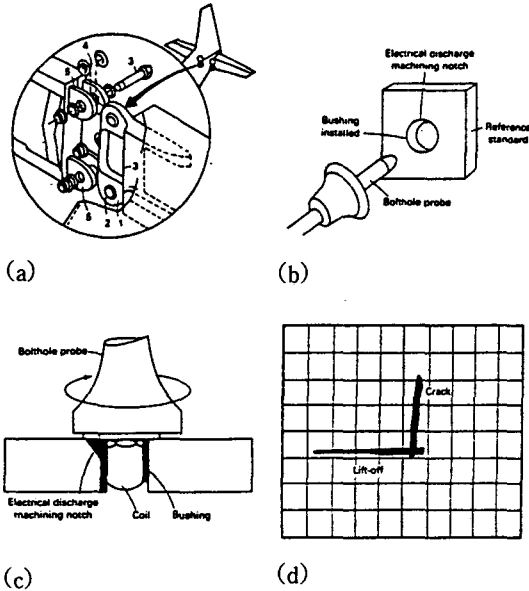 4
5
3
3
6
2
1
(a)
Electrical discharge
machining notch
Bushing
installed
Reference
standard
Bolthole probe
(b)
Bolthole probe
Electrical discharge
machining notch
Coil
Bushing
(c)
Crack
Lift-off
(d)